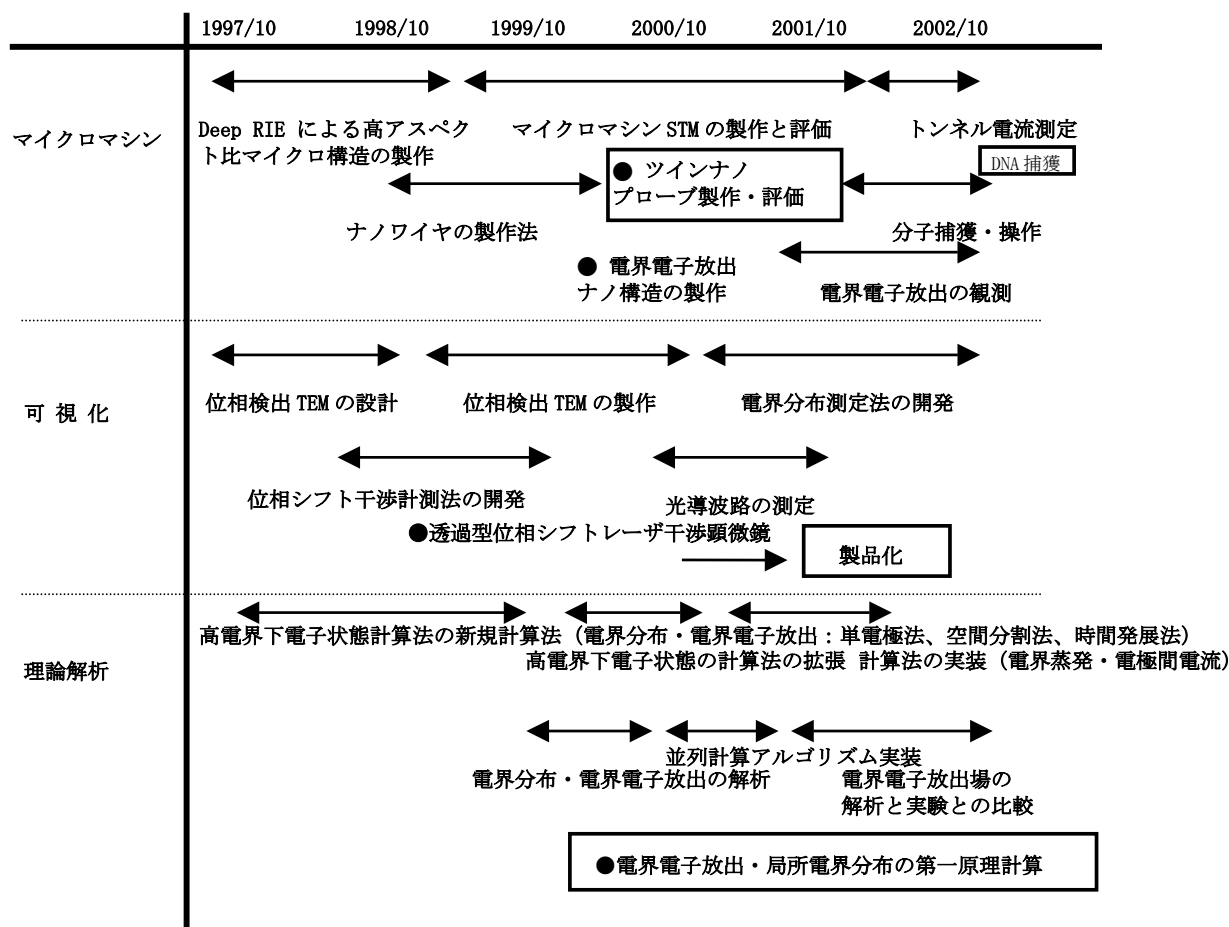 1997/10 1998/10 1999/10 2000/10 2001/10 2002/10
マイクロマシン
Deep RIE による高アスペク
ト比マイクロ構造の製作
マイクロマシン STM の製作と評価
トンネル電流測定
DNA 捕獲
● ツインナノ
プローブ製作・評価
ナノワイヤの製作法
分子捕獲・操作
● 電界電子放出
ナノ構造の製作
電界電子放出の観測
可 視 化
位相検出 TEM の設計
位相検出 TEM の製作
電界分布測定法の開発
位相シフト干渉計測法の開発
光導波路の測定
●透過型位相シフトレーザ干渉顕微鏡
製品化
理論解析
高電界下電子状態計算法の新規計算法（電界分布・電界電子放出：単電極法、空間分割法、時間発展法）
高電界下電子状態の計算法の拡張 計算法の実装（電界蒸発・電極間電流）
並列計算アルゴリズム実装
電界分布・電界電子放出の解析
電界電子放出場の
解析と実験との比較
●電界電子放出・局所電界分布の第一原理計算